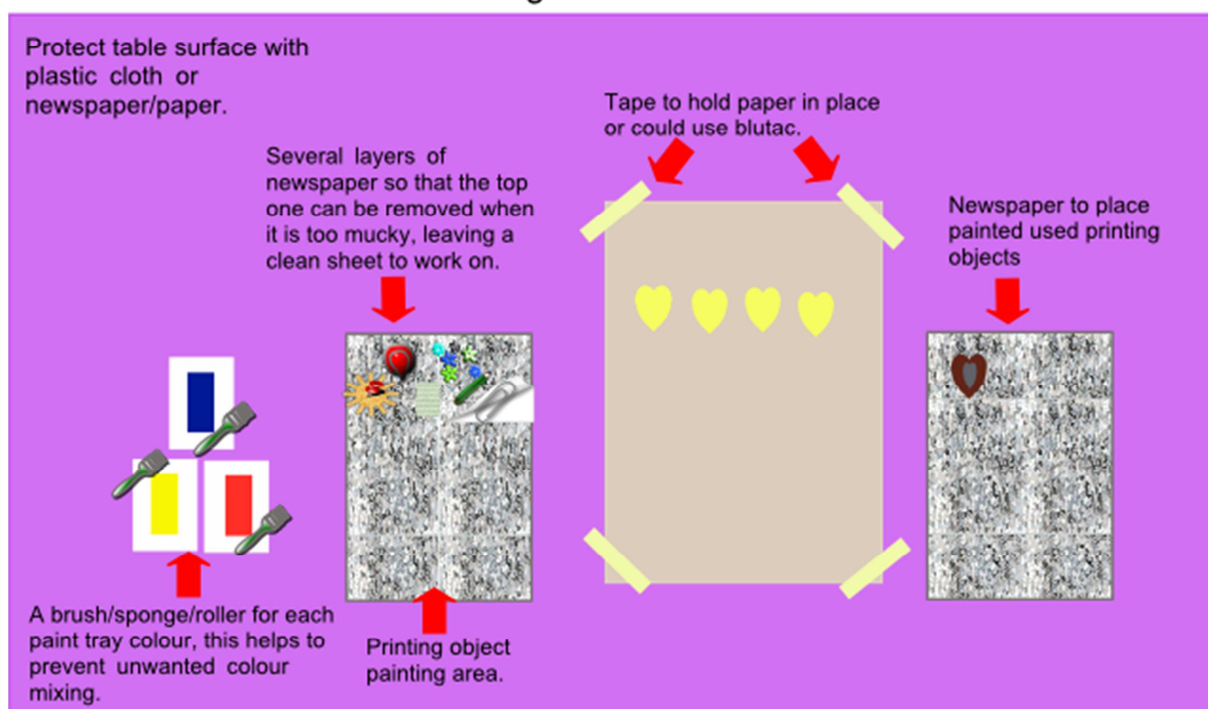 Protect table surface with
plastic cloth or
newspaper/paper.
Tape to hold paper in place
or could use blutac.
Several layers of
newspaper so that the top
one can be removed when
it is too mucky, leaving a
clean sheet to work on.
Newspaper to place
painted used printing
objects
A brush/sponge/roller for each
paint tray colour, this helps to
prevent unwanted colour
mixing.
Printing object
painting area.